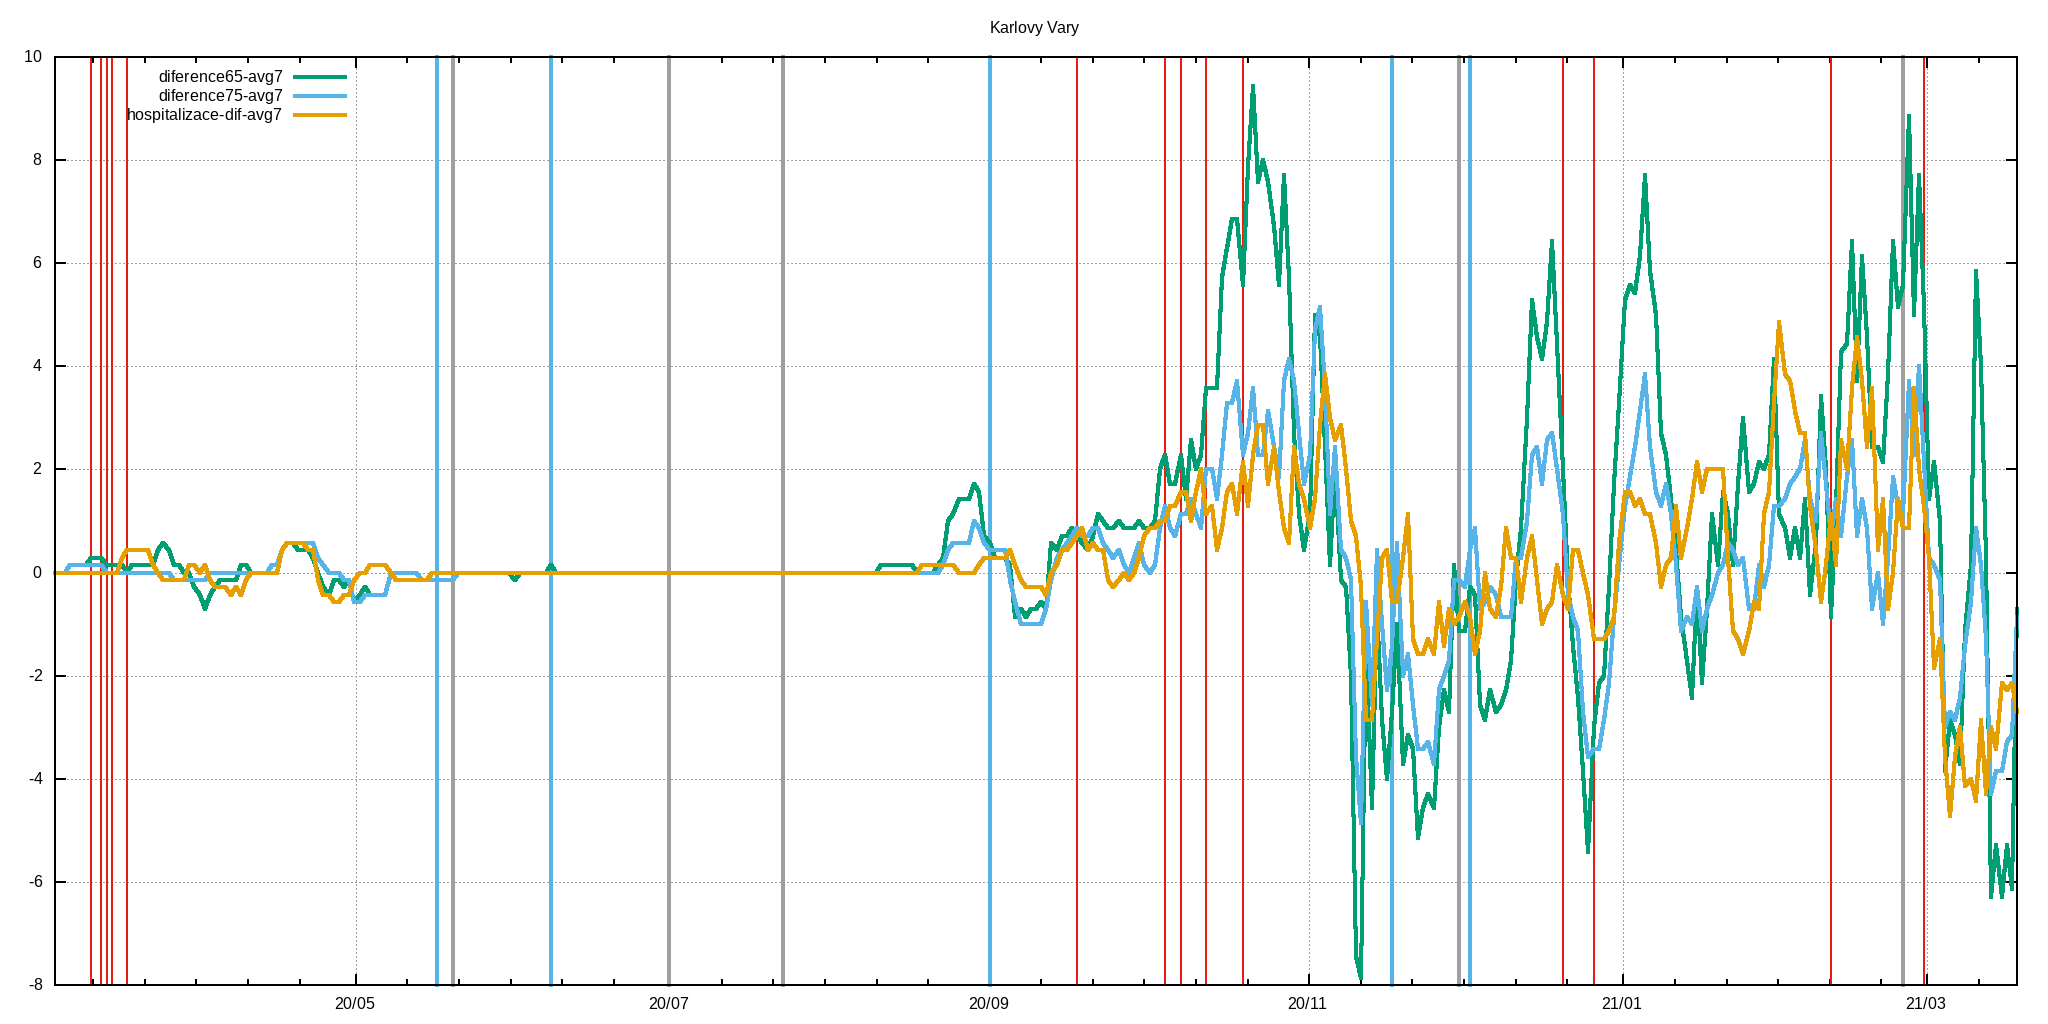 Karlovy Vary
diference65-avg7
diference75-avg7
hospitalizace-dif-avg7
10
8
6
4
2
0
-2
-4
-6
-8
20/05 20/07 20/09 20/11 21/01 21/03